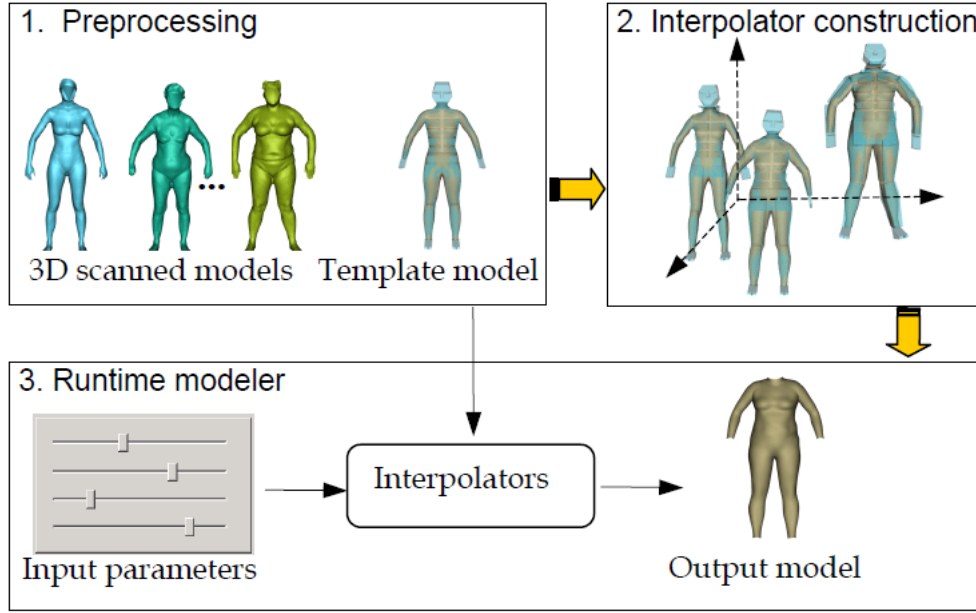 1. Preprocessing
...
3D scanned models
Template model
2. Interpolator construction
3. Runtime modeler
Input parameters
Interpolators
Output model